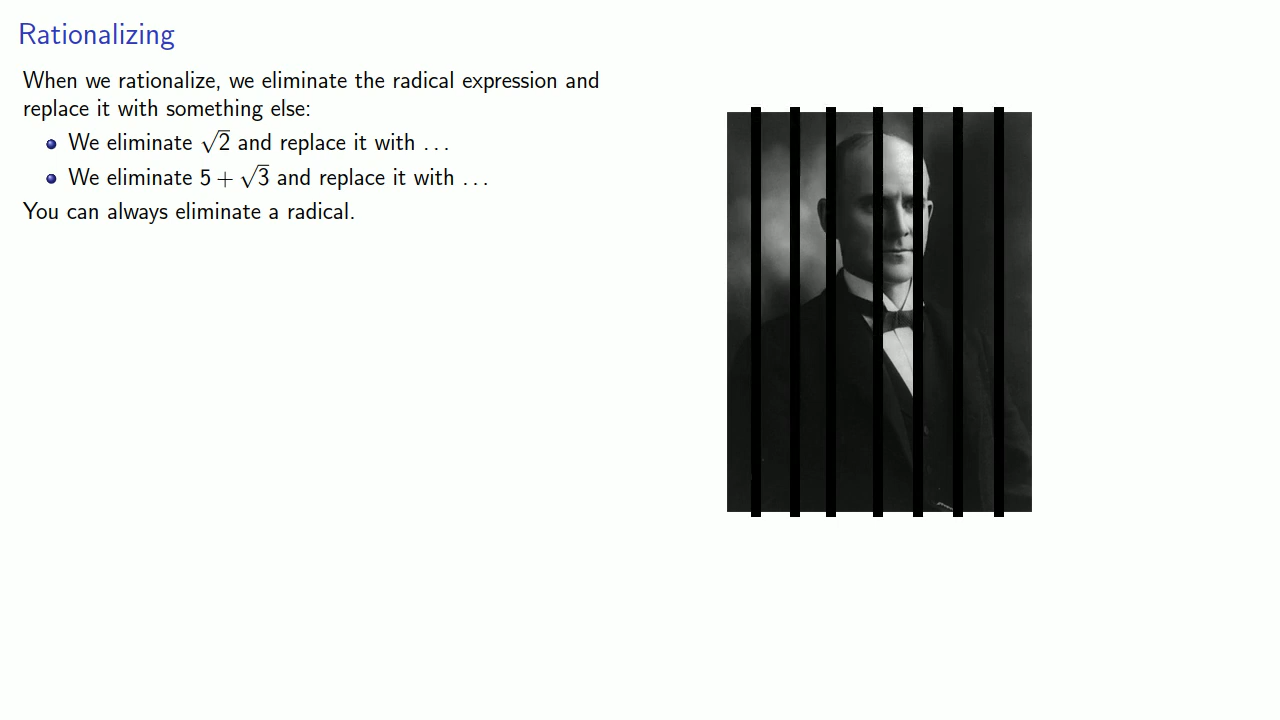 Rationalizing
When we rationalize, we eliminate the radical expression and
replace it with something else:
We eliminate √2 and replace it with . . .
We eliminate 5 + √3 and replace it with . . .
You can always eliminate a radical.